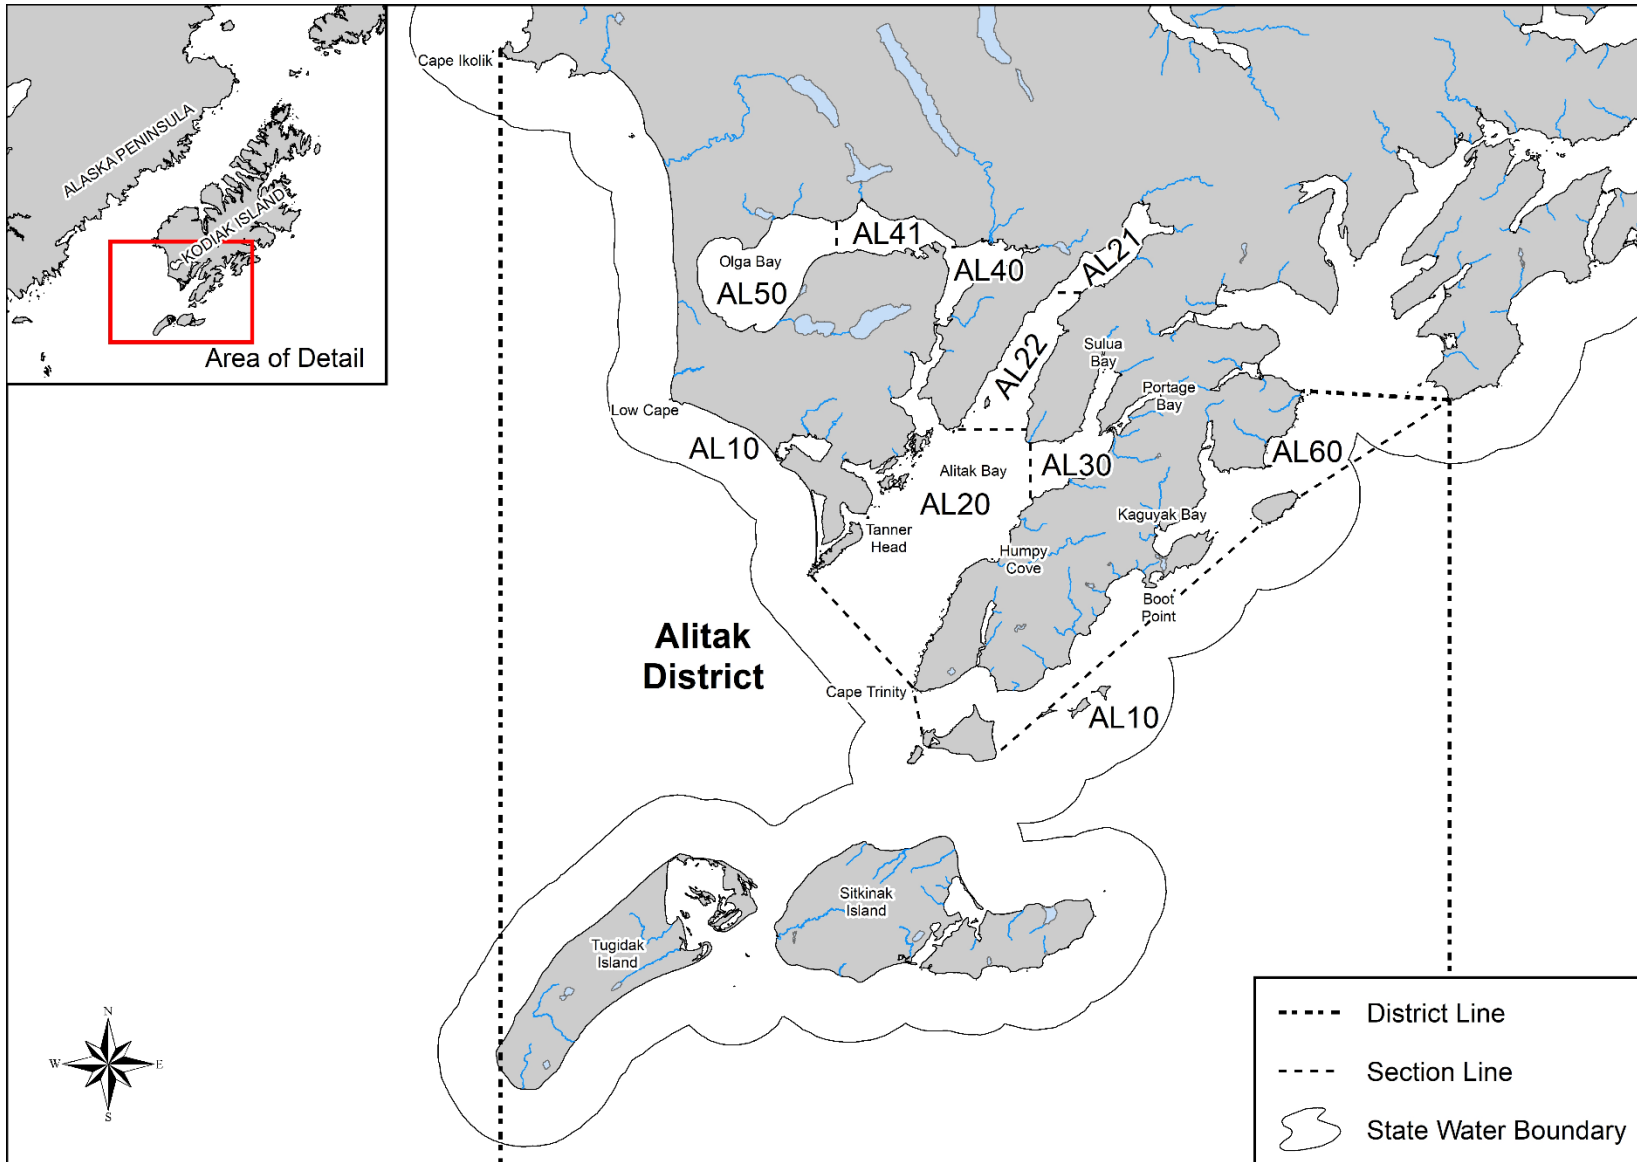 Cape Ikolik
ALASKA PENINSULA
KODIAK ISLAND
Area of Detail
AL41
AL40
AL21
Olga Bay
AL50
AL22
Sulua
Bay
Portage
Bay
Low Cape
AL10
AL30
AL60
Alitak Bay
AL20
Tanner
Head
Kaguyak Bay
Humpy
Cove
Boot
Point
Alitak
District
Cape Trinity
AL10
Sitkinak
Island
Tugidak
Island
N
W
E
S
District Line
Section Line
State Water Boundary